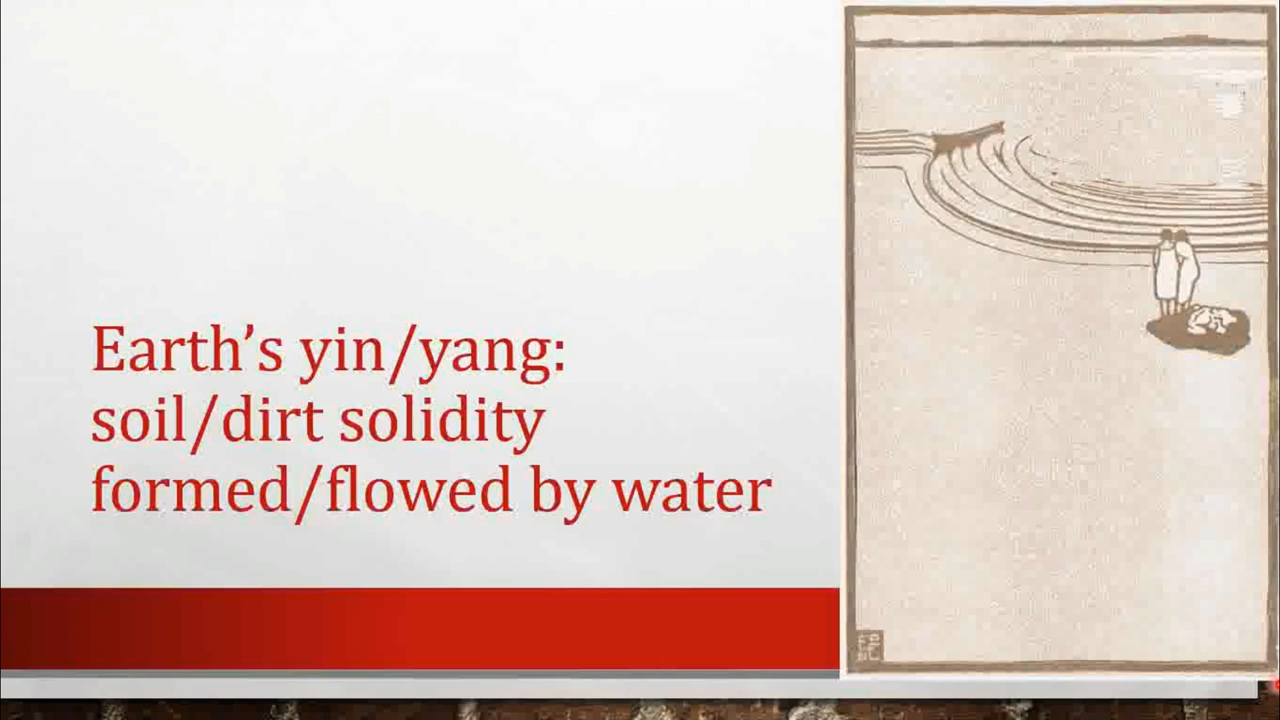 Earth’s yin/yang:
soil/dirt solidity
formed/flowed by water